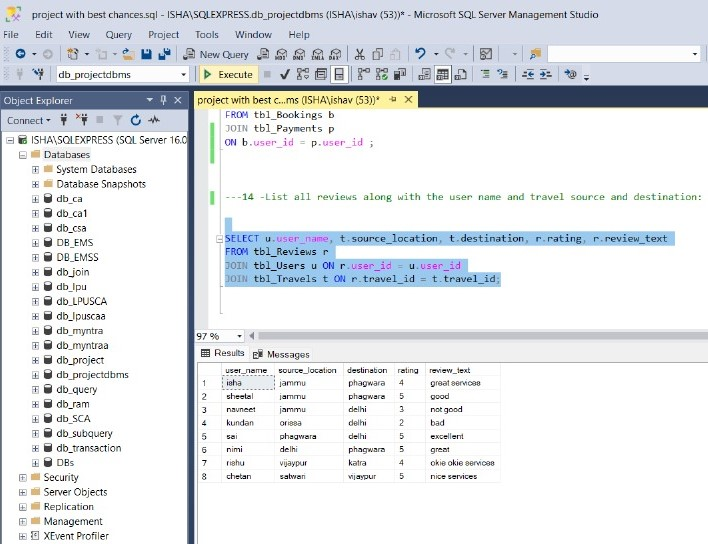 project with best chances.sql - ISHA\SQLEXPRESS.db_projectdbms (ISHA\ishav (53))* - Microsoft SQL Server Management Studio
File Edit View Query Project Tools Window Help
New Query
db_projectdbms Execute
Object Explorer
project with best c...ms (ISHA\ishav (53))*
Connect
ISHA\SQLEXPRESS (SQL Server 16.0
Databases
System Databases
Database Snapshots
db_ca
db_ca1
db_csa
DB_EMS
DB_EMSS
db_join
db_lpu
db_LPUSCA
db_lpuscaa
db_myntra
db_myntraa
db_project
db_projectdbms
db_query
db_ram
db_SCA
db_subquery
db_transaction
DBs
Security
Server Objects
Replication
Management
XEvent Profiler
FROM tbl_Bookings b
JOIN tbl_Payments p
ON b.user_id = p.user_id ;
---14 -List all reviews along with the user name and travel source and destination:
SELECT u.user_name, t.source_location, t.destination, r.rating, r.review_text
FROM tbl_Reviews r
JOIN tbl_Users u ON r.user_id = u.user_id
JOIN tbl_Travels t ON r.travel_id = t.travel_id;
97 %
Results Messages
user_name source_location destination rating review_text
1 isha jammu phagwara 4 great services
2 sheetal jammu phagwara 5 good
3 navneet jammu delhi 3 not good
4 kundan orissa delhi 2 bad
5 sai phagwara delhi 5 excellent
6 nimi delhi phagwara 5 great
7 rishu vijaypur katra 4 okie okie services
8 chetan satwari vijaypur 5 nice services